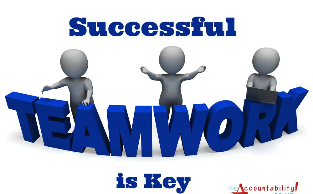 Successful
TEAMWORK
is Key
Accountability